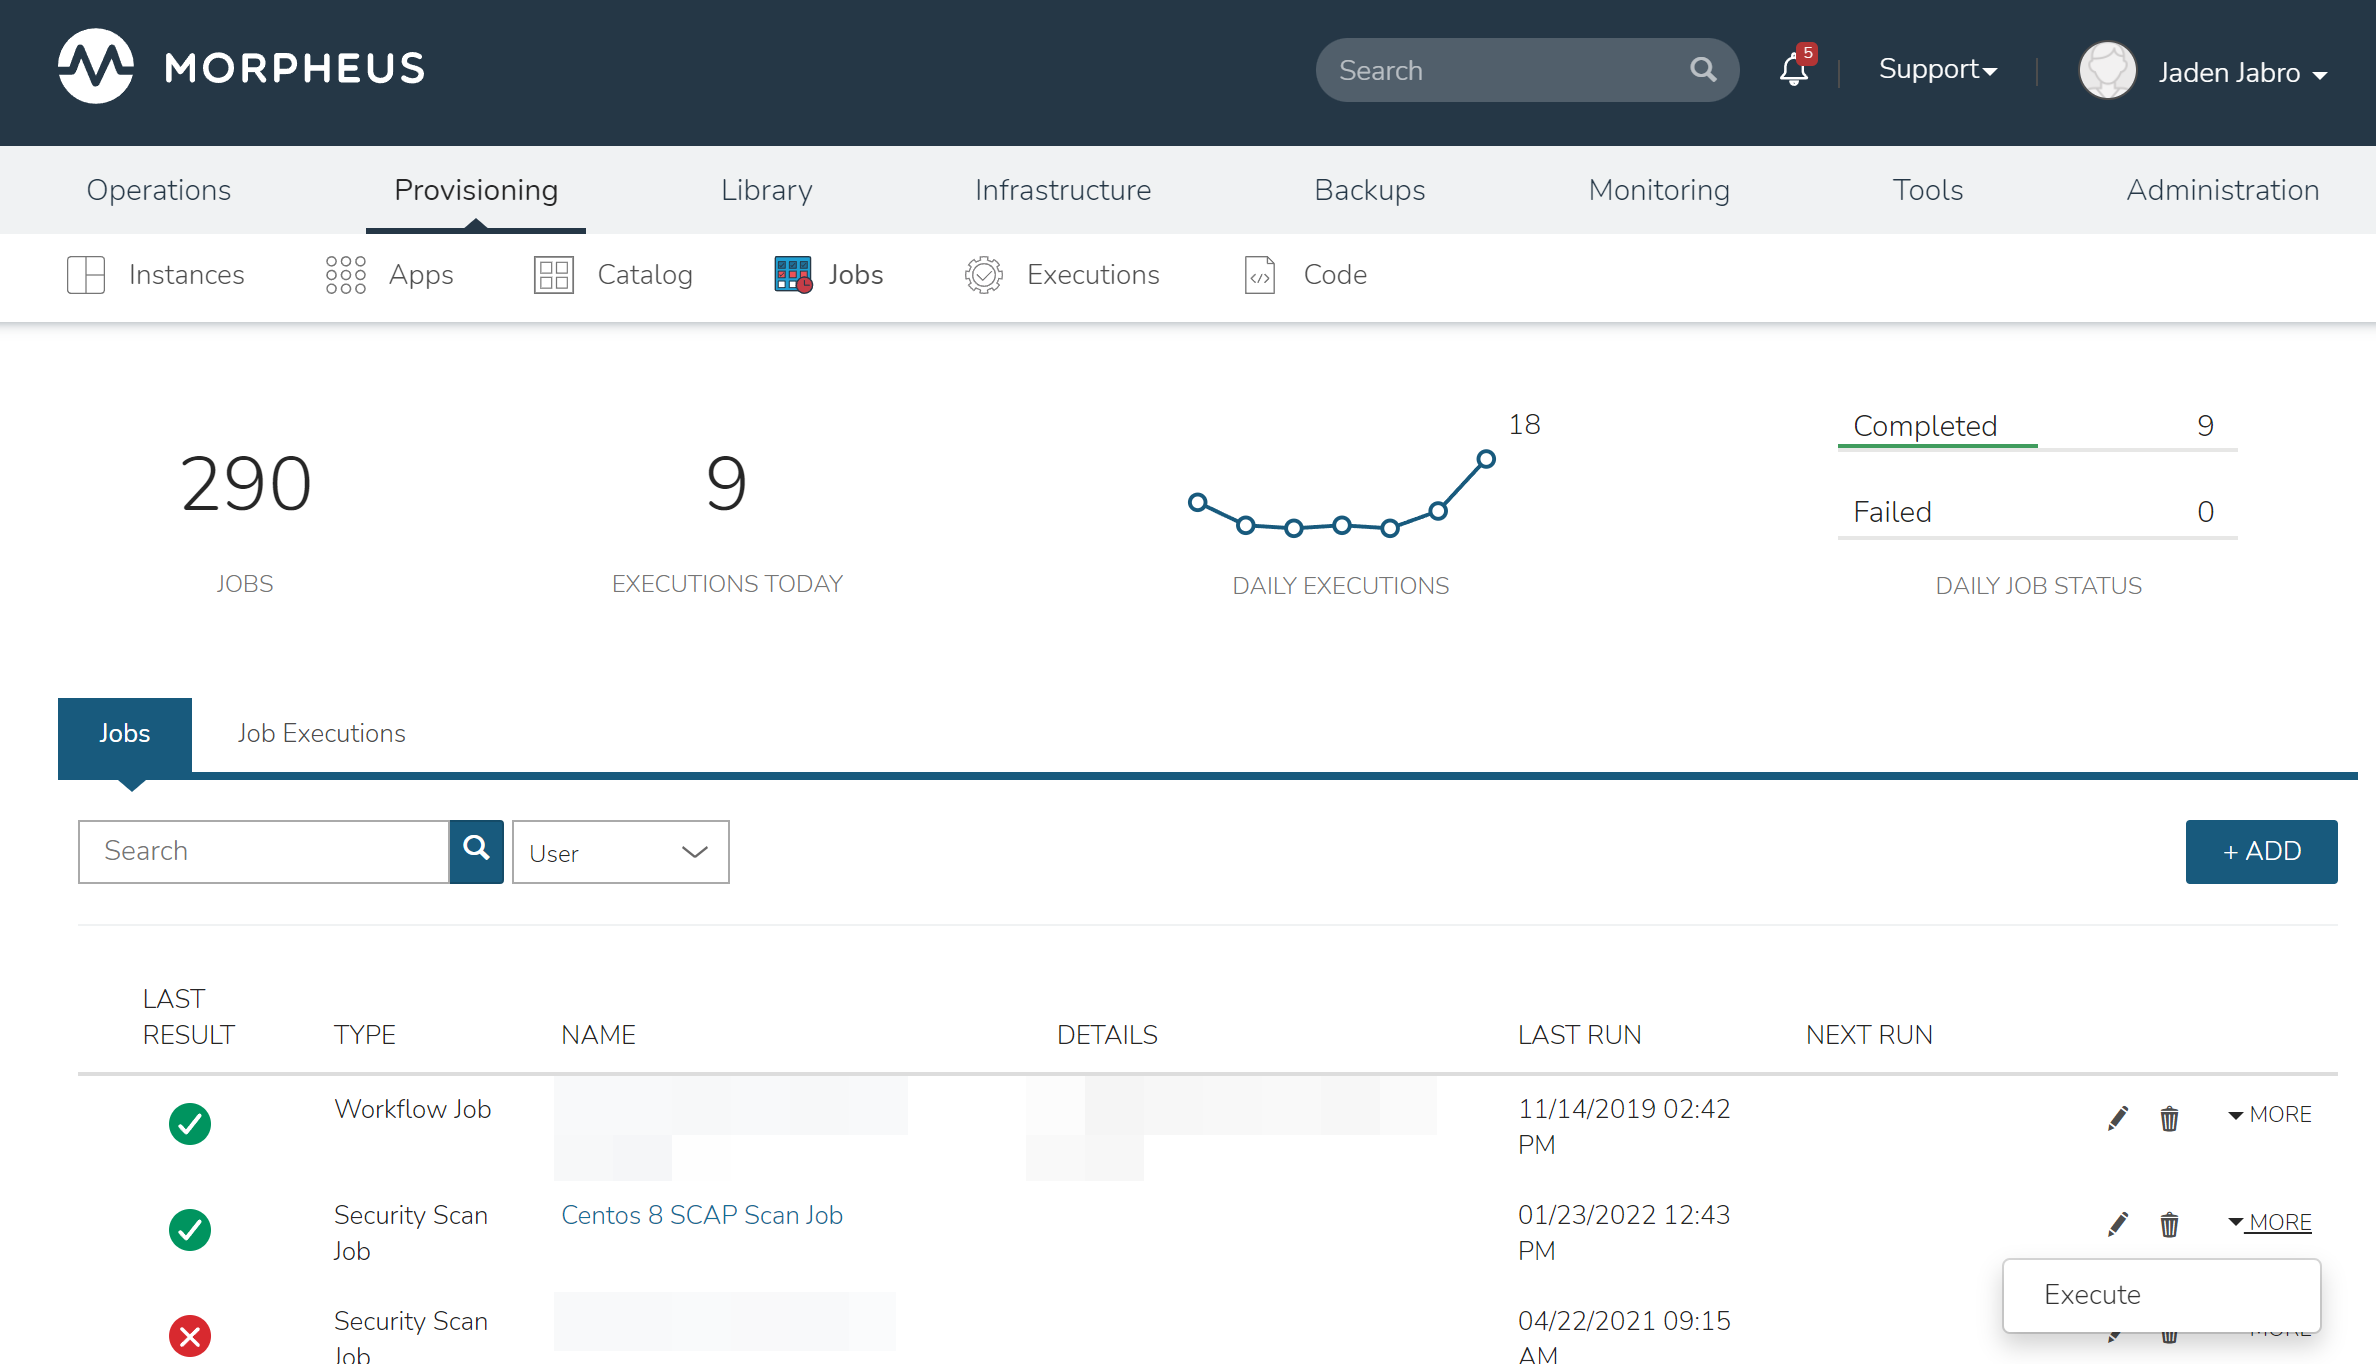 MORPHEUS
Search
5
Support
Jaden Jabro
Operations
Provisioning
Library
Infrastructure
Backups
Monitoring
Tools
Administration
Instances
Apps
Catalog
Jobs
Executions
Code
290
JOBS
9
EXECUTIONS TODAY
18
DAILY EXECUTIONS
Completed 9
Failed 0
DAILY JOB STATUS
Jobs
Job Executions
Search
User
+ ADD
LAST
RESULT
TYPE
NAME
DETAILS
LAST RUN
NEXT RUN
Workflow Job
11/14/2019 02:42
PM
MORE
Security Scan
Job
Centos 8 SCAP Scan Job
01/23/2022 12:43
PM
MORE
Execute
Security Scan
Job
04/22/2021 09:15
AM
MORE